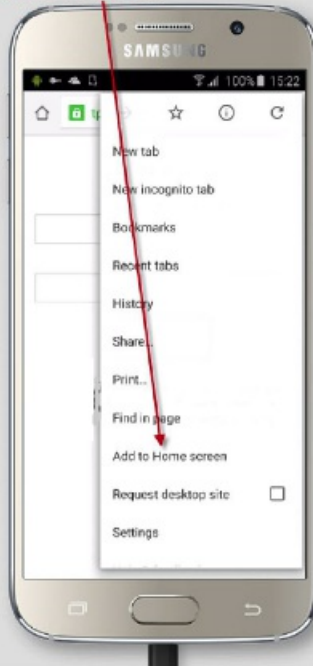 SAMSUNG
100% 15:22
New tab
New incognito tab
Bookmarks
Recent tabs
History
Share...
Print...
Find in page
Add to Home screen
Request desktop site
Settings